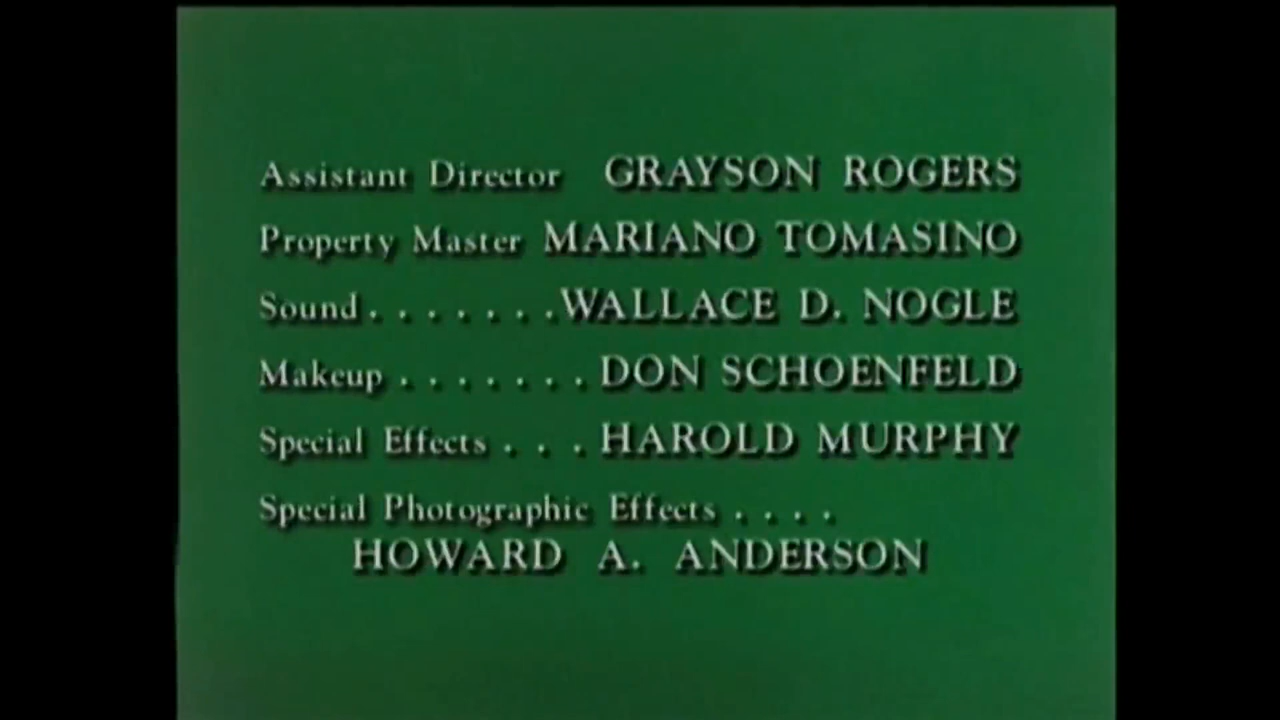 Assistant Director GRAYSON ROGERS
Property Master MARIANO TOMASINO
Sound . . . . . . . WALLACE D. NOGLE
Makeup . . . . . . . DON SCHOENFELD
Special Effects . . . HAROLD MURPHY
Special Photographic Effects . . . .
HOWARD A. ANDERSON